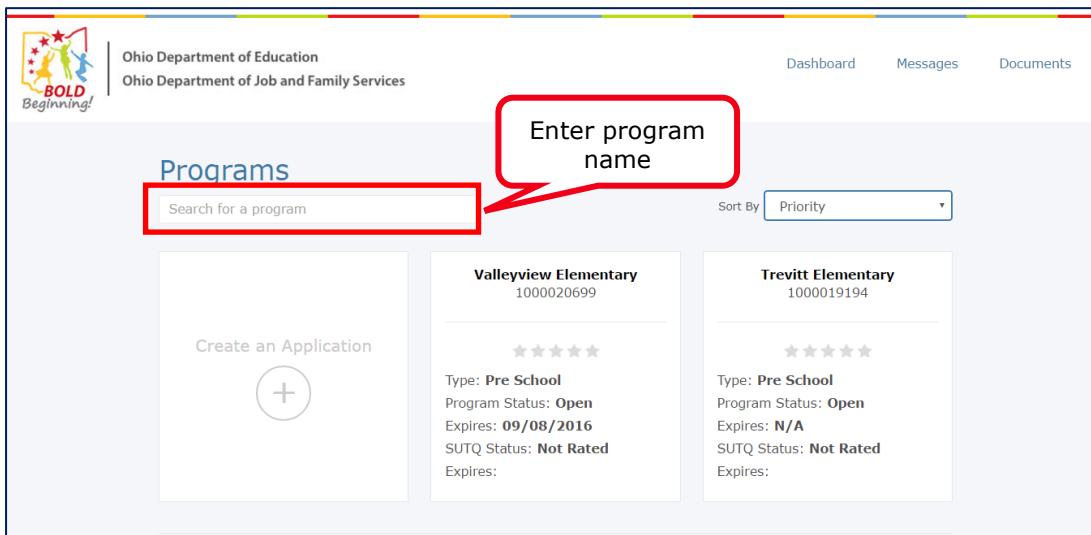 BOLD
Beginning!
Ohio Department of Education
Ohio Department of Job and Family Services
Dashboard Messages Documents
Enter program
name
Programs
Search for a program
Sort By Priority
Create an Application
Valleyview Elementary
1000020699
Type: Pre School
Program Status: Open
Expires: 09/08/2016
SUTQ Status: Not Rated
Expires:
Trevitt Elementary
1000019194
Type: Pre School
Program Status: Open
Expires: N/A
SUTQ Status: Not Rated
Expires: